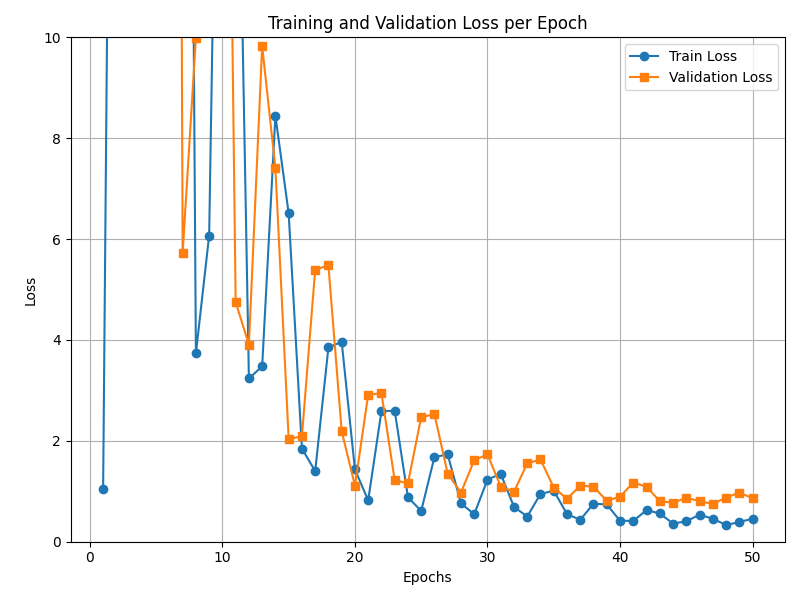 Training and Validation Loss per Epoch
Train Loss
Validation Loss
Loss
10
8
6
4
2
0
0 10 20 30 40 50
Epochs